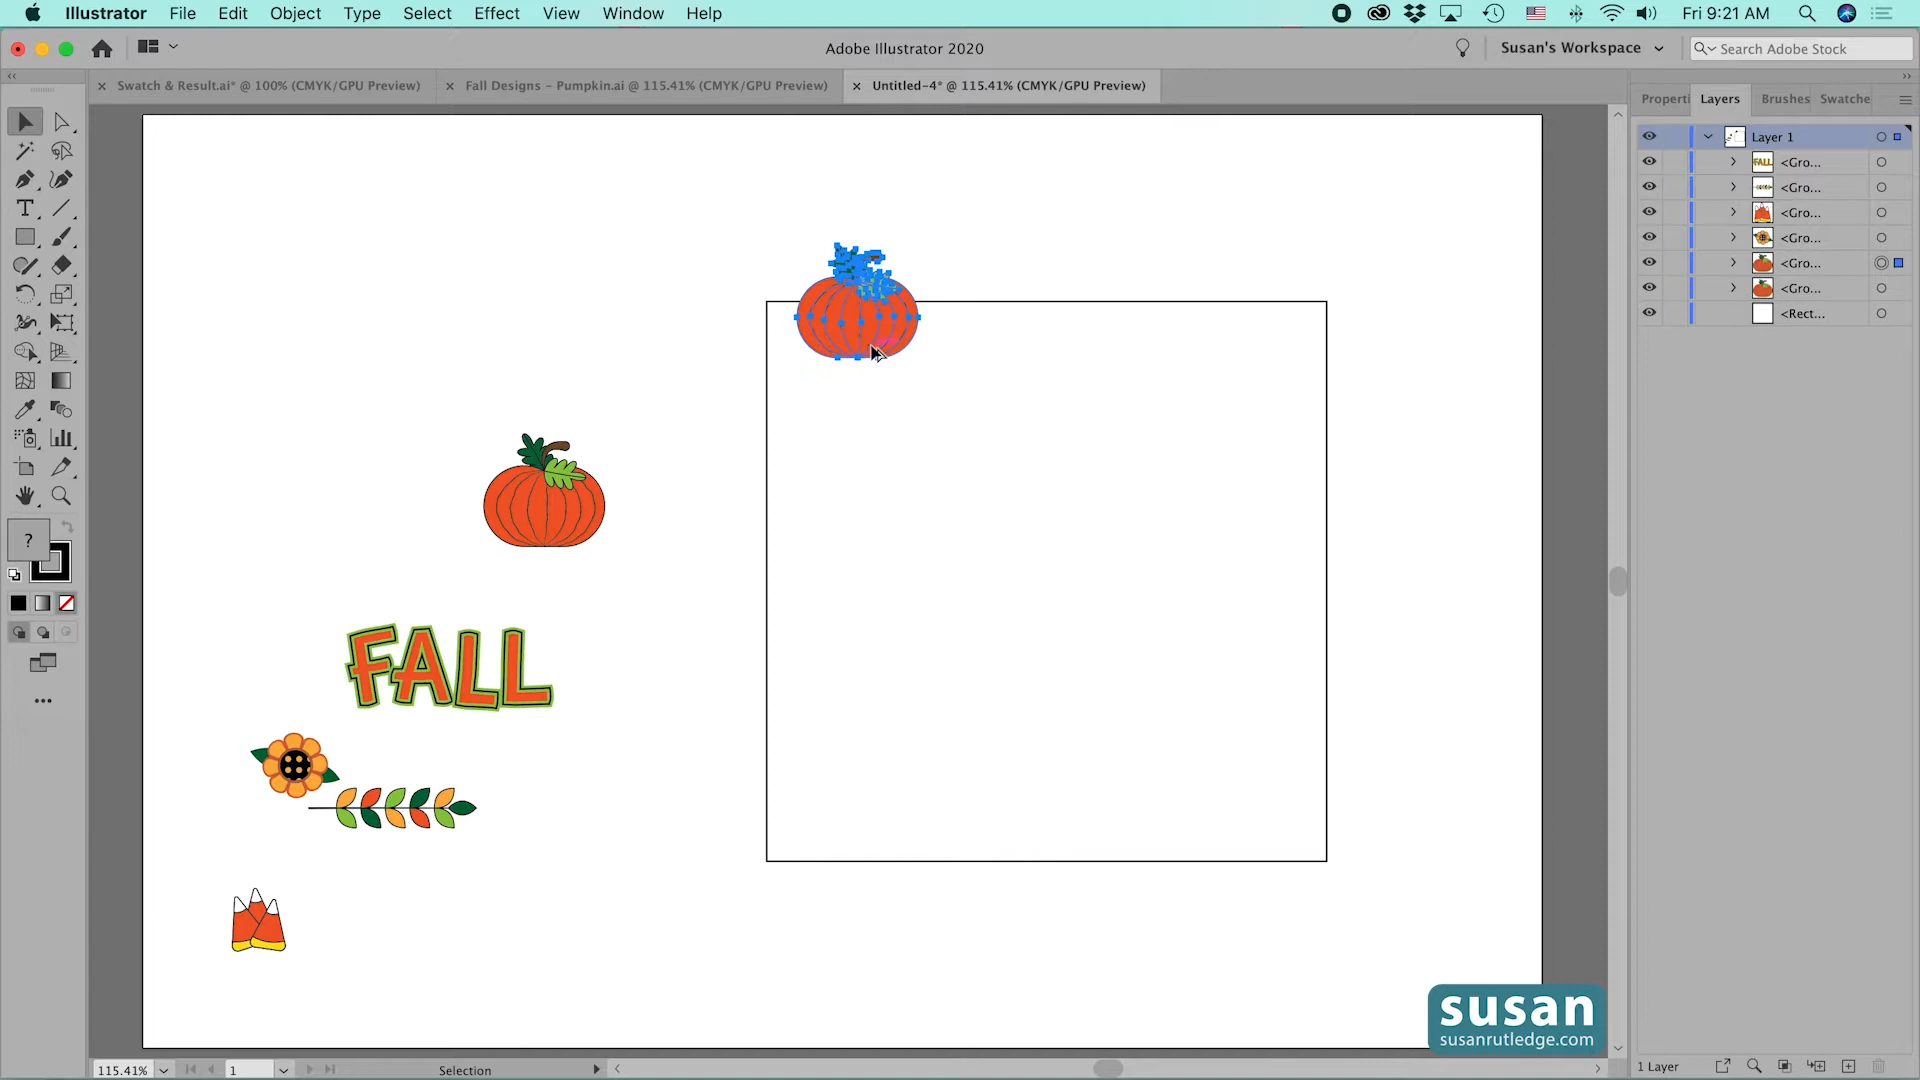 Illustrator File Edit Object Type Select Effect View Window Help Fri 9:21 AM
Adobe Illustrator 2020 Susan's Workspace Search Adobe Stock
Swatch & Result.ai* @ 100% (CMYK/GPU Preview) Fall Designs - Pumpkin.ai @ 115.41% (CMYK/GPU Preview) Untitled-4* @ 115.41% (CMYK/GPU Preview)
Properti Layers Brushes Swatche
Layer 1
<Gro...
<Gro...
<Gro...
<Gro...
<Gro...
<Gro...
<Rect...
?
FALL
susan
susanrutledge.com
115.41% 1 Selection 1 Layer